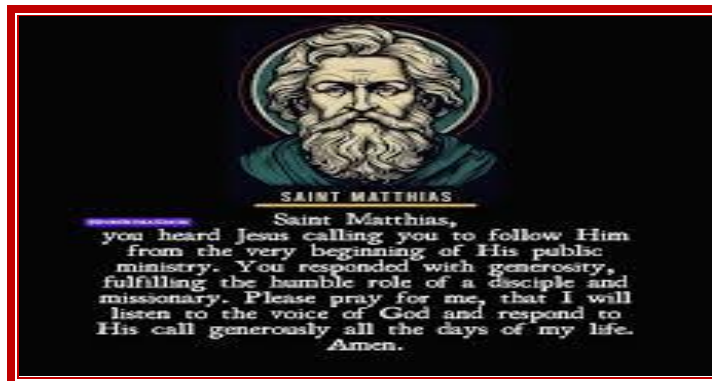 SAINT MATTHIAS
Saint Matthias,
you heard Jesus calling you to follow Him
from the very beginning of His public
ministry. You responded with generosity,
fulfilling the humble role of a disciple and
missionary. Please pray for me, that I will
listen to the voice of God and respond to
His call generously all the days of my life.
Amen.